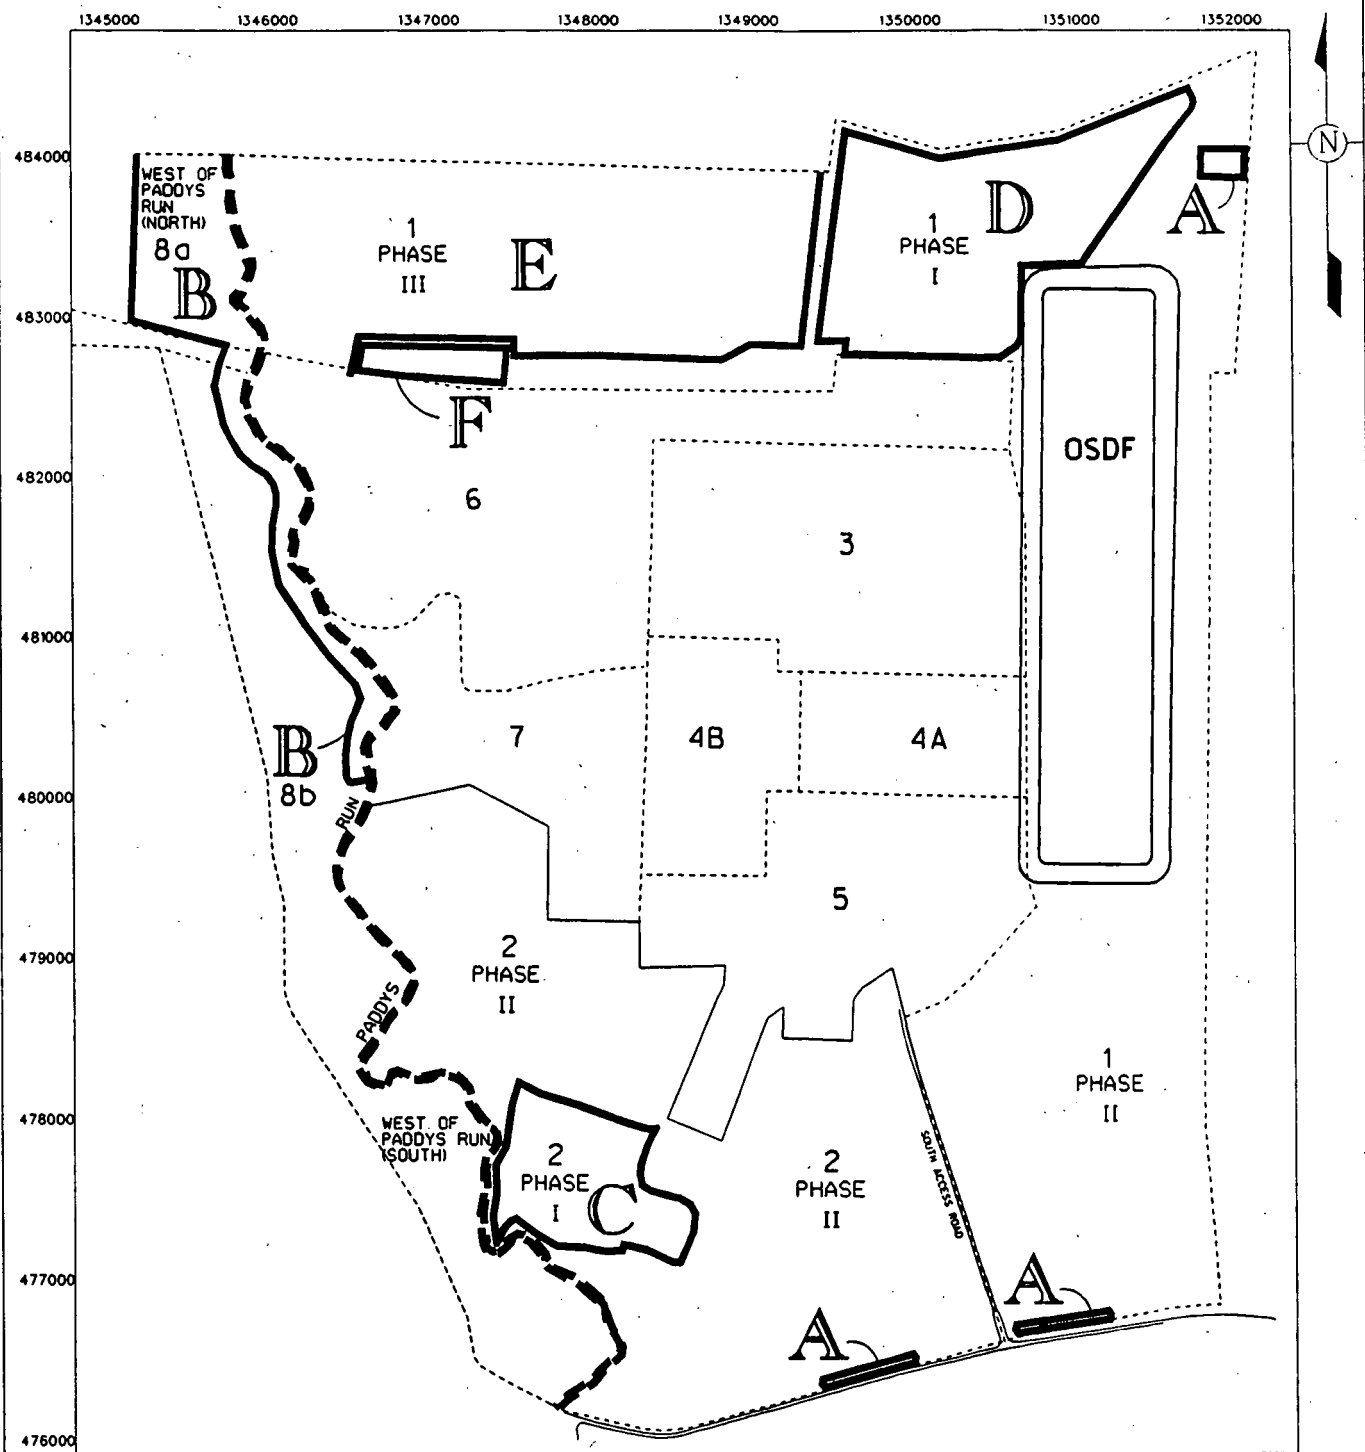 1345000 1346000 1347000 1348000 1349000 1350000 1351000 1352000
N
484000
WEST OF
PADDYS
RUN
(NORTH)
8a
B
1
PHASE
III
E
1
PHASE
I
D
A
483000
F
OSDF
482000
6
3
481000
7
4B
4A
B
8b
480000
RUN
5
479000
2
PHASE
II
PADDYS
1
PHASE
II
478000
WEST OF
PADDYS RUN
(SOUTH)
2
PHASE
I
C
2
PHASE
II
SOUTH ACCESS ROAD
477000
A
A
476000